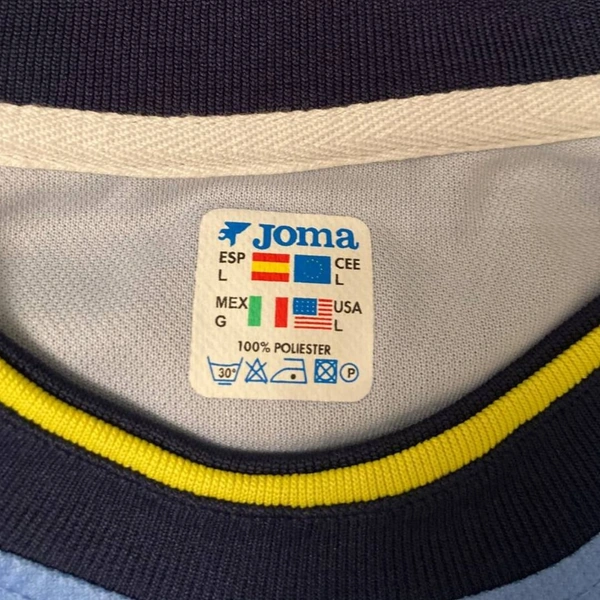 Joma
ESP CEE
L L
MEX USA
G L
100% POLIESTER
30° P